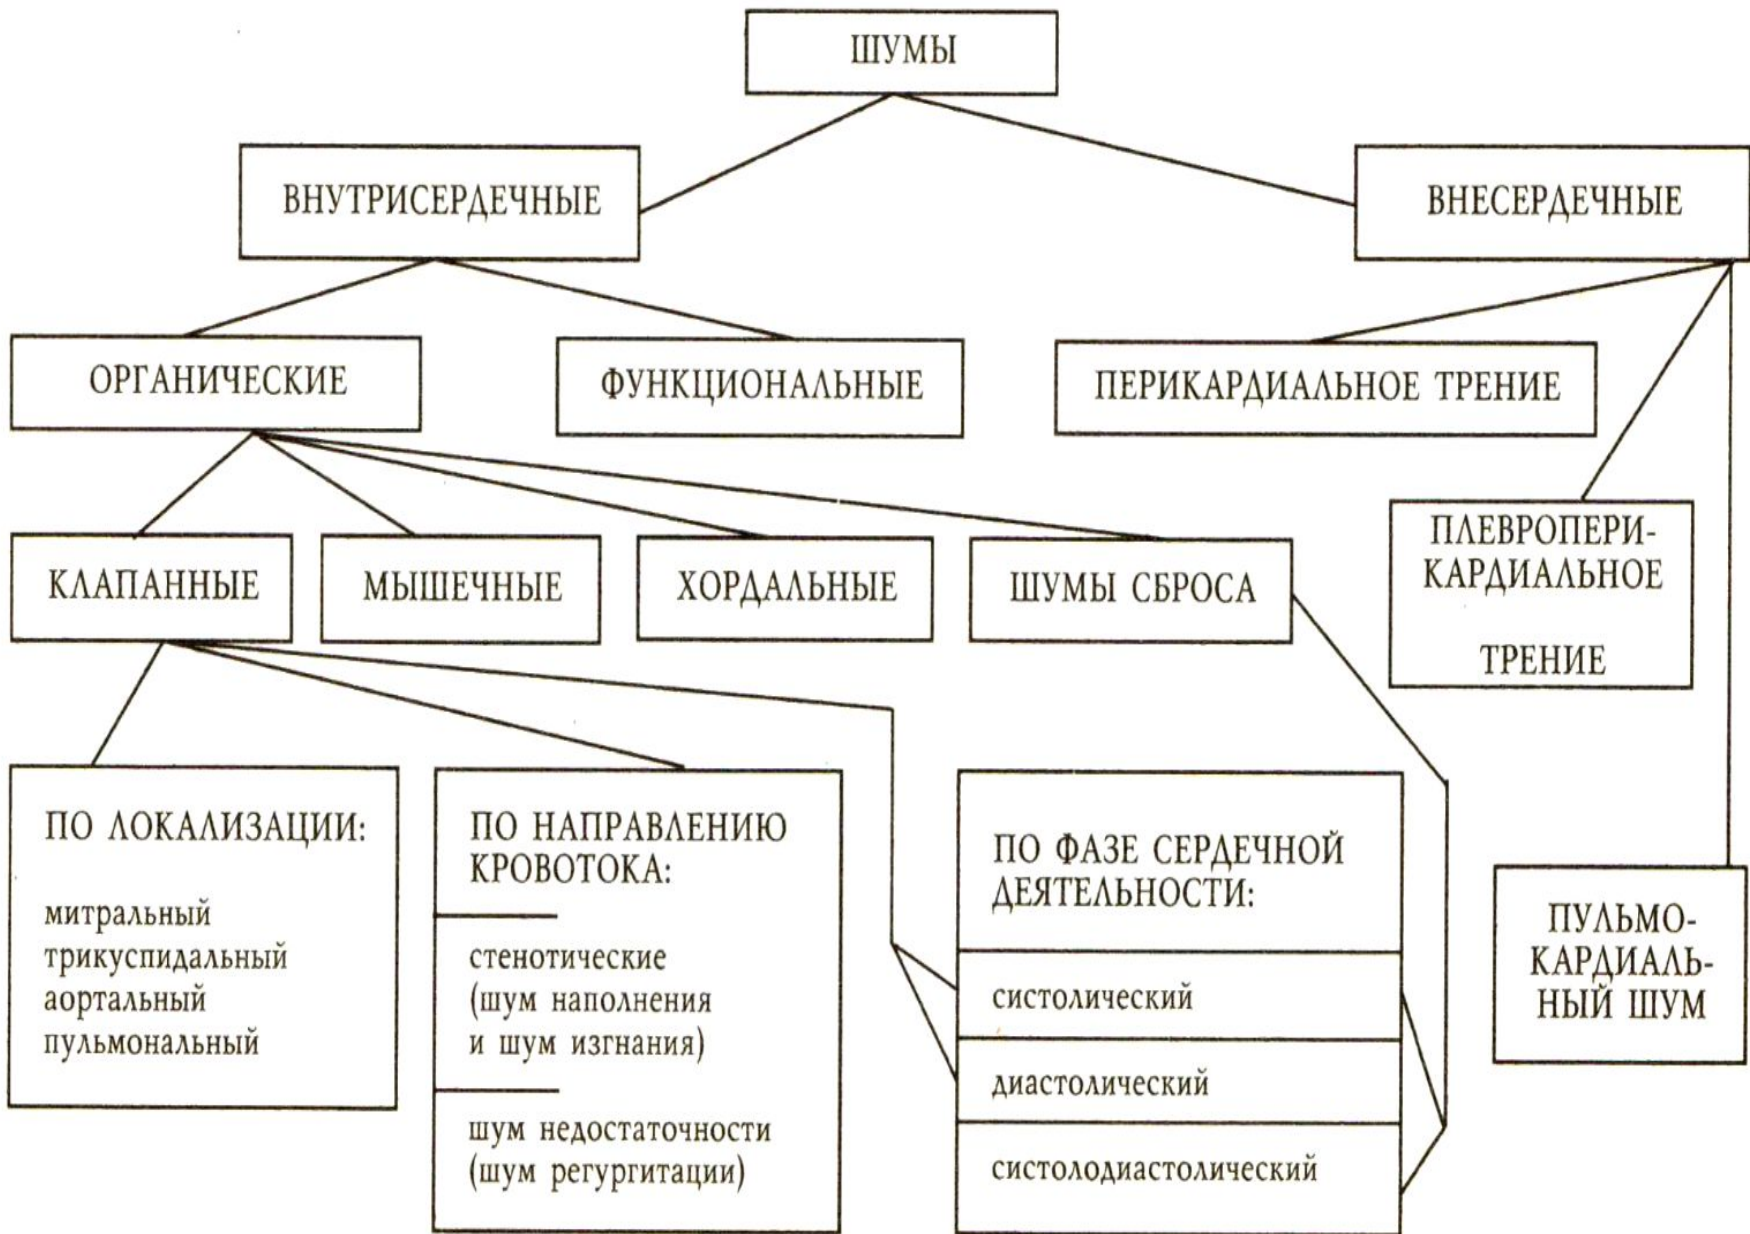 ШУМЫ
ВНУТРИСЕРДЕЧНЫЕ
ВНЕСЕРДЕЧНЫЕ
ОРГАНИЧЕСКИЕ
ФУНКЦИОНАЛЬНЫЕ
ПЕРИКАРДИАЛЬНОЕ ТРЕНИЕ
КЛАПАННЫЕ
МЫШЕЧНЫЕ
ХОРДАЛЬНЫЕ
ШУМЫ СБРОСА
ПЛЕВРОПЕРИ-
КАРДИАЛЬНОЕ
ТРЕНИЕ
ПО ЛОКАЛИЗАЦИИ:
митральный
трикуспидальный
аортальный
пульмональный
ПО НАПРАВЛЕНИЮ
КРОВОТОКА:
стенотические
(шум наполнения
и шум изгнания)
шум недостаточности
(шум регургитации)
ПО ФАЗЕ СЕРДЕЧНОЙ
ДЕЯТЕЛЬНОСТИ:
систолический
диастолический
систолодиастолический
ПУЛЬМО-
КАРДИАЛЬ-
НЫЙ ШУМ